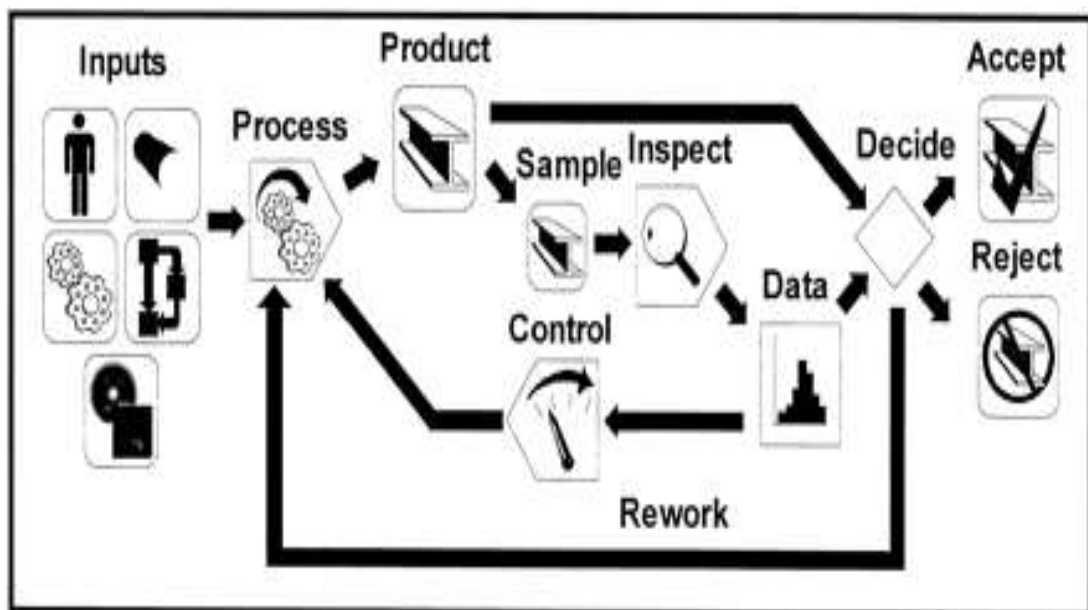 Inputs
Process
Product
Sample
Inspect
Data
Control
Decide
Accept
Reject
Rework